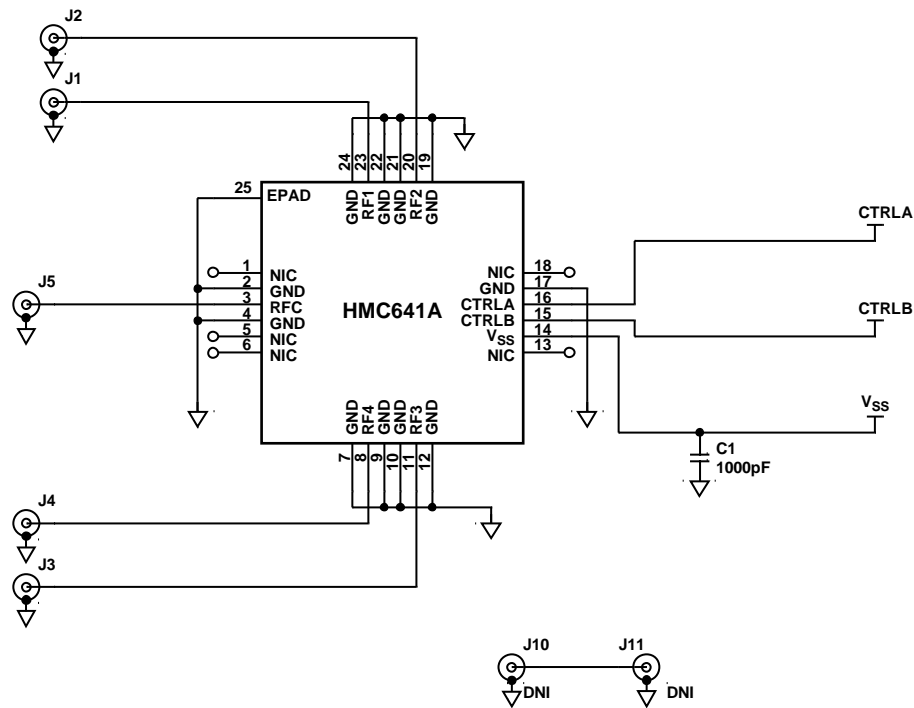 J2
J1
24
23
22
21
20
19
25
EPAD
GND
RF1
GND
GND
RF2
GND
CTRLA
J5
1
NIC
2
GND
3
RFC
4
GND
5
NIC
6
NIC
HMC641A
NIC
18
GND
17
CTRLA
16
CTRLB
15
VSS
14
NIC
13
CTRLB
VSS
GND
RF4
GND
GND
RF3
GND
7
8
9
10
11
12
C1
1000pF
J4
J3
J10
J11
DNI
DNI